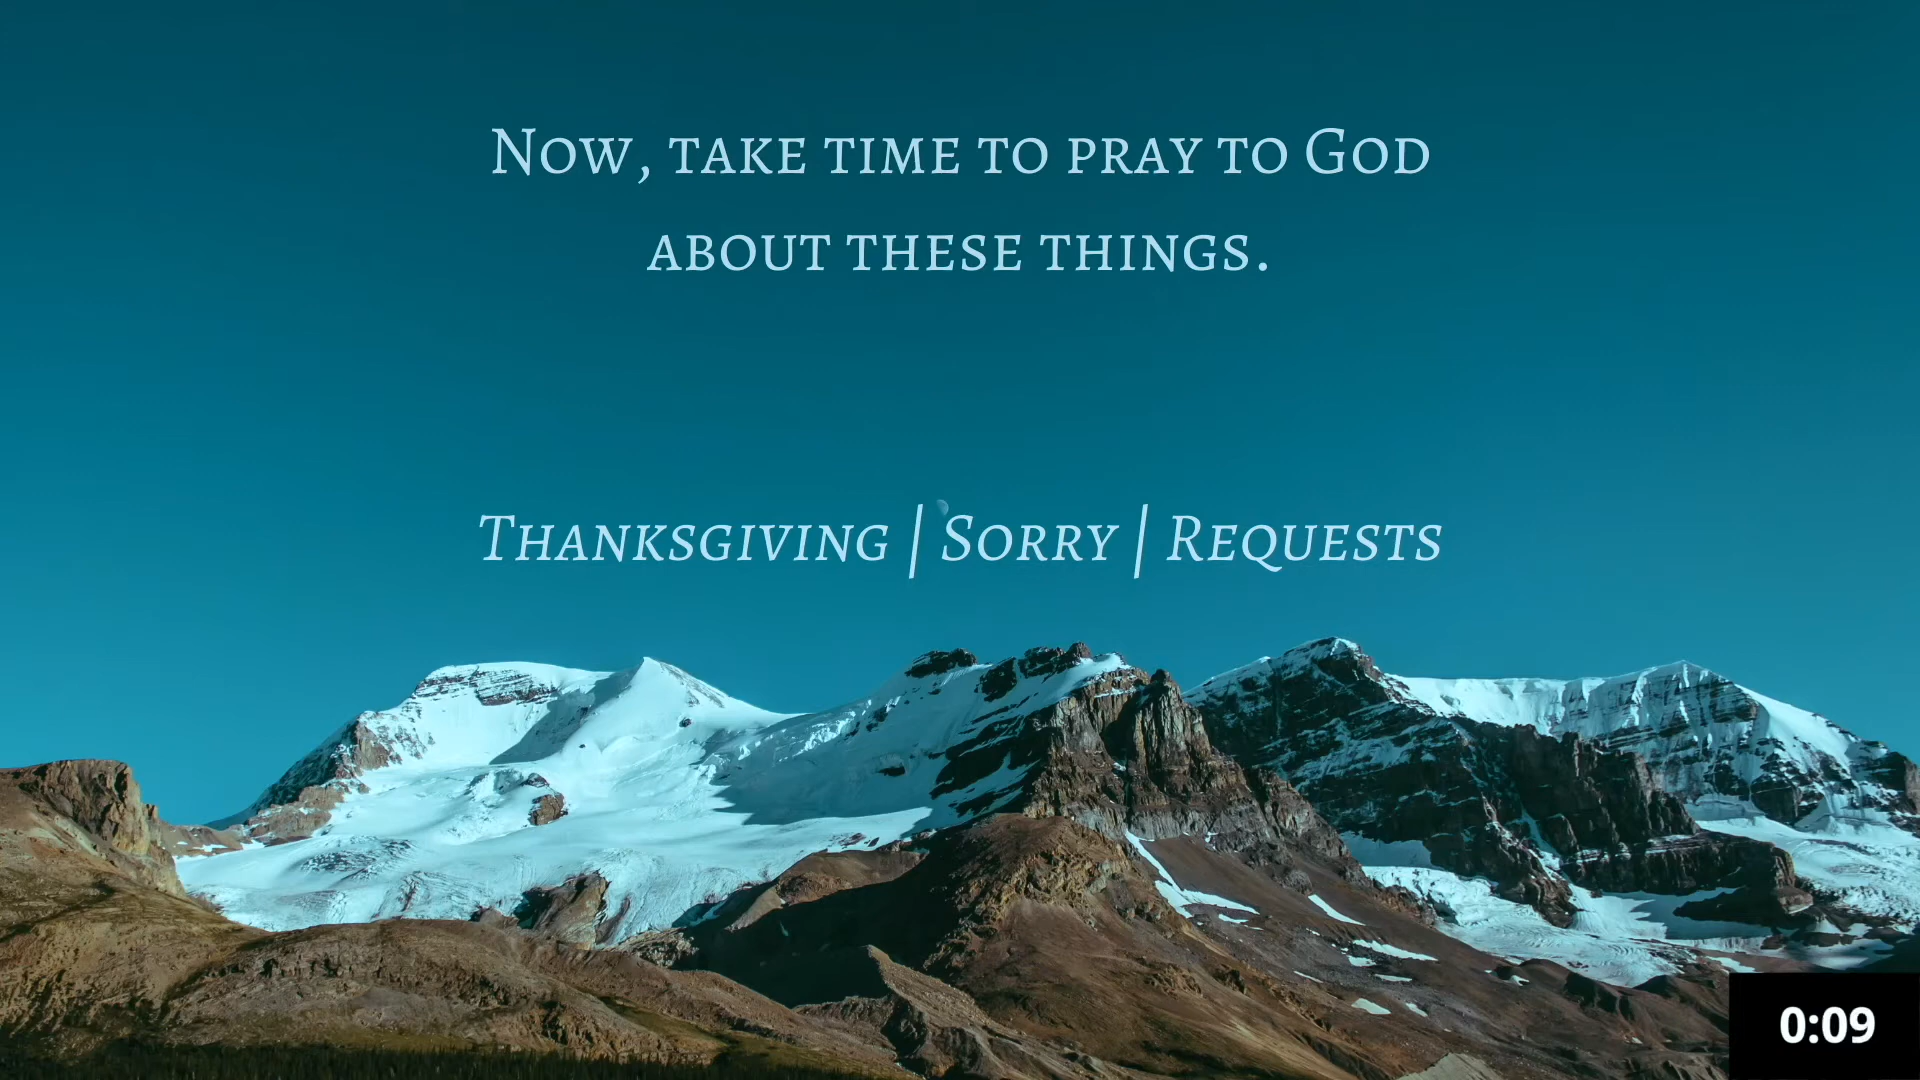 Now, take time to pray to God
about these things.
Thanksgiving | Sorry | Requests
0:09